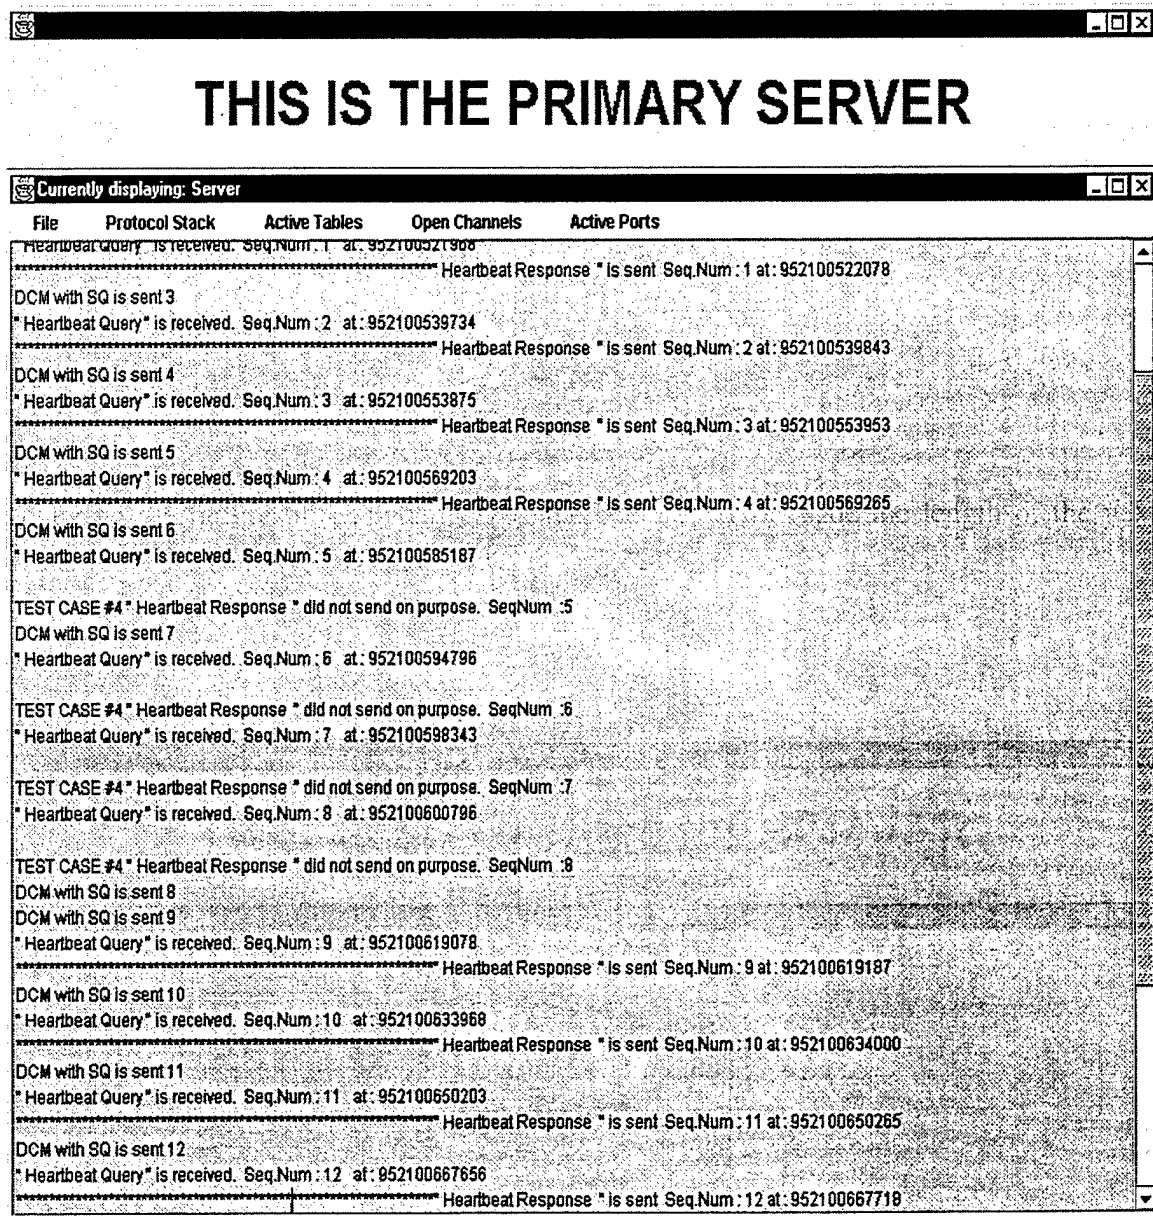 THIS IS THE PRIMARY SERVER
Currently displaying: Server
File Protocol Stack Active Tables Open Channels Active Ports
" Heartbeat Query" is received. Seq.Num : 1 at : 952100521968
****************************************************** Heartbeat Response " is sent Seq.Num : 1 at : 952100522078
DCM with SQ is sent 3
" Heartbeat Query" is received. Seq.Num : 2 at : 952100539734
****************************************************** Heartbeat Response " is sent Seq.Num : 2 at : 952100539843
DCM with SQ is sent 4
" Heartbeat Query" is received. Seq.Num : 3 at : 952100553875
****************************************************** Heartbeat Response " is sent Seq.Num : 3 at : 952100553953
DCM with SQ is sent 5
" Heartbeat Query" is received. Seq.Num : 4 at : 952100569203
****************************************************** Heartbeat Response " is sent Seq.Num : 4 at : 952100569265
DCM with SQ is sent 6
" Heartbeat Query" is received. Seq.Num : 5 at : 952100585187
TEST CASE #4 " Heartbeat Response " did not send on purpose. SeqNum :5
DCM with SQ is sent 7
" Heartbeat Query" is received. Seq.Num : 6 at : 952100594796
TEST CASE #4 " Heartbeat Response " did not send on purpose. SeqNum :6
" Heartbeat Query" is received. Seq.Num : 7 at : 952100598343
TEST CASE #4 " Heartbeat Response " did not send on purpose. SeqNum :7
" Heartbeat Query" is received. Seq.Num : 8 at : 952100600796
TEST CASE #4 " Heartbeat Response " did not send on purpose. SeqNum :8
DCM with SQ is sent 8
DCM with SQ is sent 9
" Heartbeat Query" is received. Seq.Num : 9 at : 952100619078
****************************************************** Heartbeat Response " is sent Seq.Num : 9 at : 952100619187
DCM with SQ is sent 10
" Heartbeat Query" is received. Seq.Num : 10 at : 952100633968
****************************************************** Heartbeat Response " is sent Seq.Num : 10 at : 952100634000
DCM with SQ is sent 11
" Heartbeat Query" is received. Seq.Num : 11 at : 952100650203
****************************************************** Heartbeat Response " is sent Seq.Num : 11 at : 952100650265
DCM with SQ is sent 12
" Heartbeat Query" is received. Seq.Num : 12 at : 952100667656
****************************************************** Heartbeat Response " is sent Seq.Num : 12 at : 952100667718